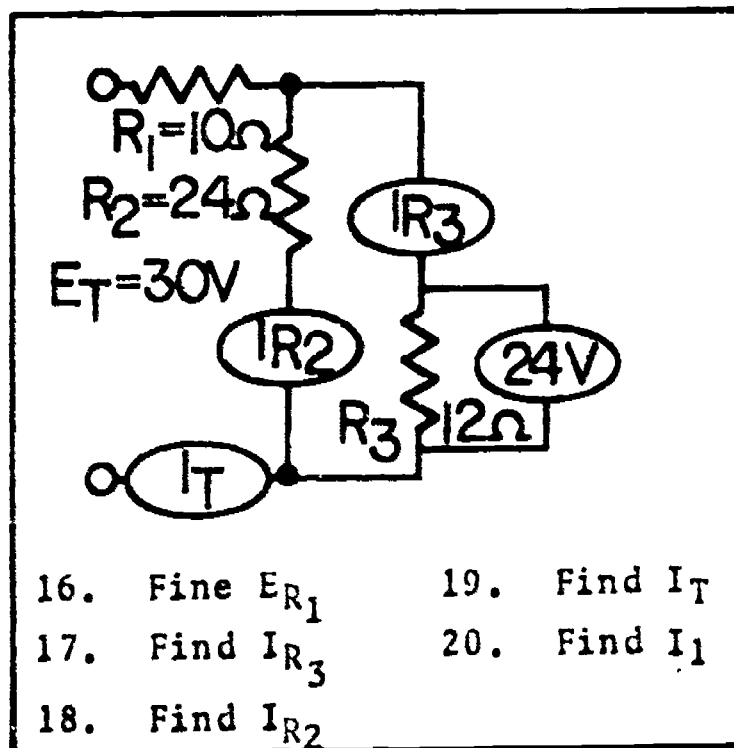 R1=10Ω
R2=24Ω
IR3
ET=30V
IR2
24V
R3 12Ω
IT
16. Fine ER1
17. Find IR3
18. Find IR2
19. Find IT
20. Find I1